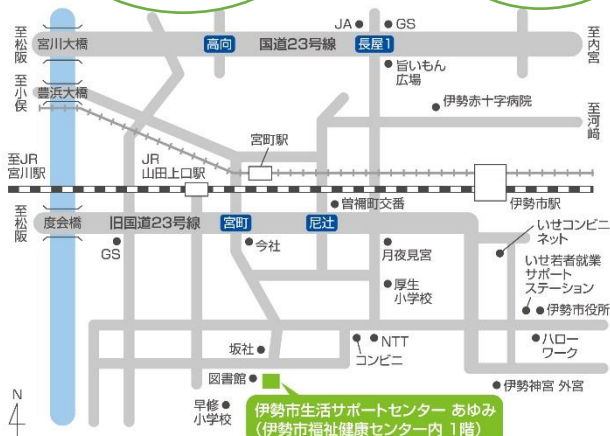 JA
GS
至松阪
宮川大橋
高向
国道23号線
長屋1
至内宮
旨いもん
広場
至小俣
豊浜大橋
伊勢赤十字病院
至河崎
宮町駅
至JR
宮川駅
JR
山田上口駅
曽禰町交番
伊勢市駅
至松阪
度会橋
旧国道23号線
宮町
尼辻
GS
今社
月夜見宮
いせコンビニ
ネット
厚生
小学校
いせ若者就業
サポート
ステーション
伊勢市役所
坂社
コンビニ
NTT
ハロー
ワーク
図書館
伊勢神宮 外宮
早修
小学校
伊勢市生活サポートセンター あゆみ
(伊勢市福祉健康センター内 1階)
N
4